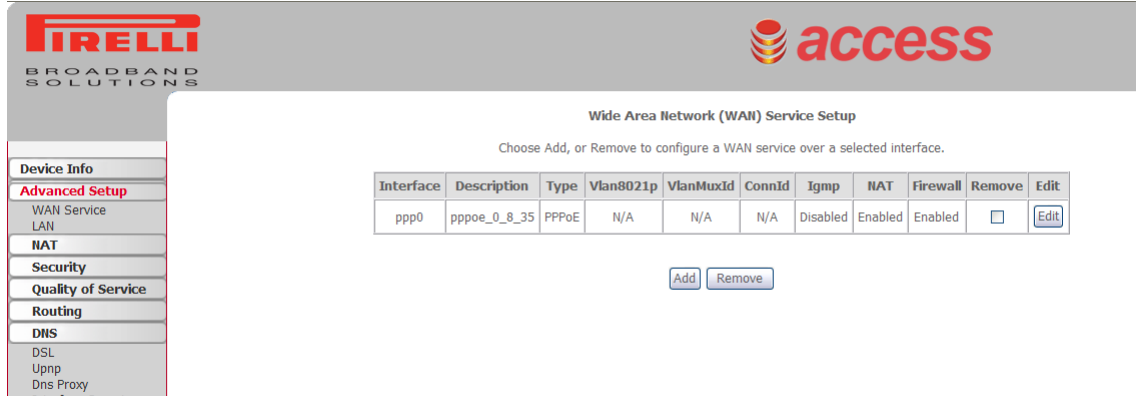 PIRELLI
BROADBAND
SOLUTIONS
access
Wide Area Network (WAN) Service Setup
Choose Add, or Remove to configure a WAN service over a selected interface.
Device Info
Advanced Setup
WAN Service
LAN
NAT
Security
Quality of Service
Routing
DNS
DSL
Upnp
Dns Proxy
Interface Description Type Vlan8021p VlanMuxId ConnId Igmp NAT Firewall Remove Edit
ppp0 pppoe_0_8_35 PPPoE N/A N/A N/A Disabled Enabled Enabled Edit
Add Remove